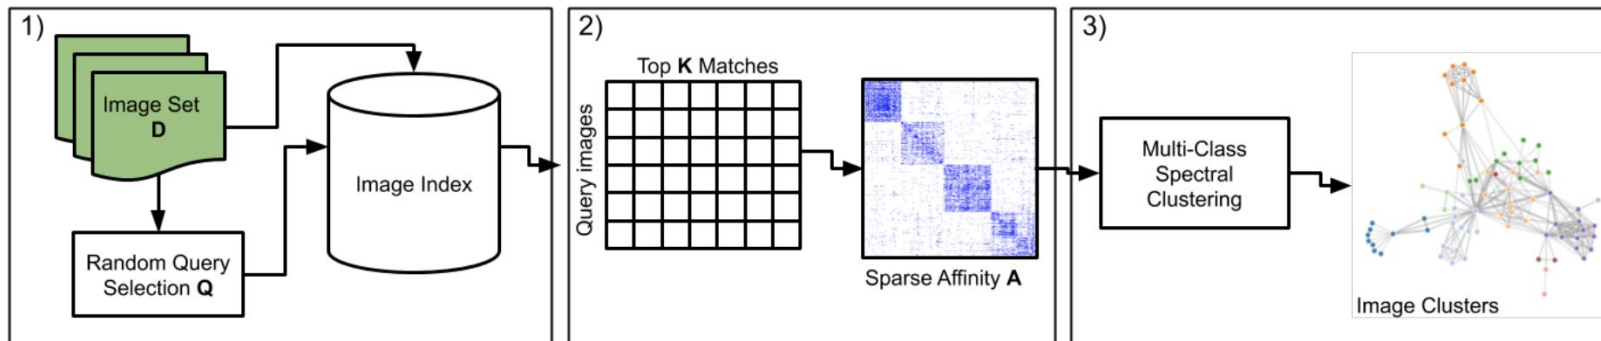 1)
Image Set
D
Image Index
Random Query
Selection Q
2)
Top K Matches
Query images
Sparse Affinity A
3)
Multi-Class
Spectral
Clustering
Image Clusters